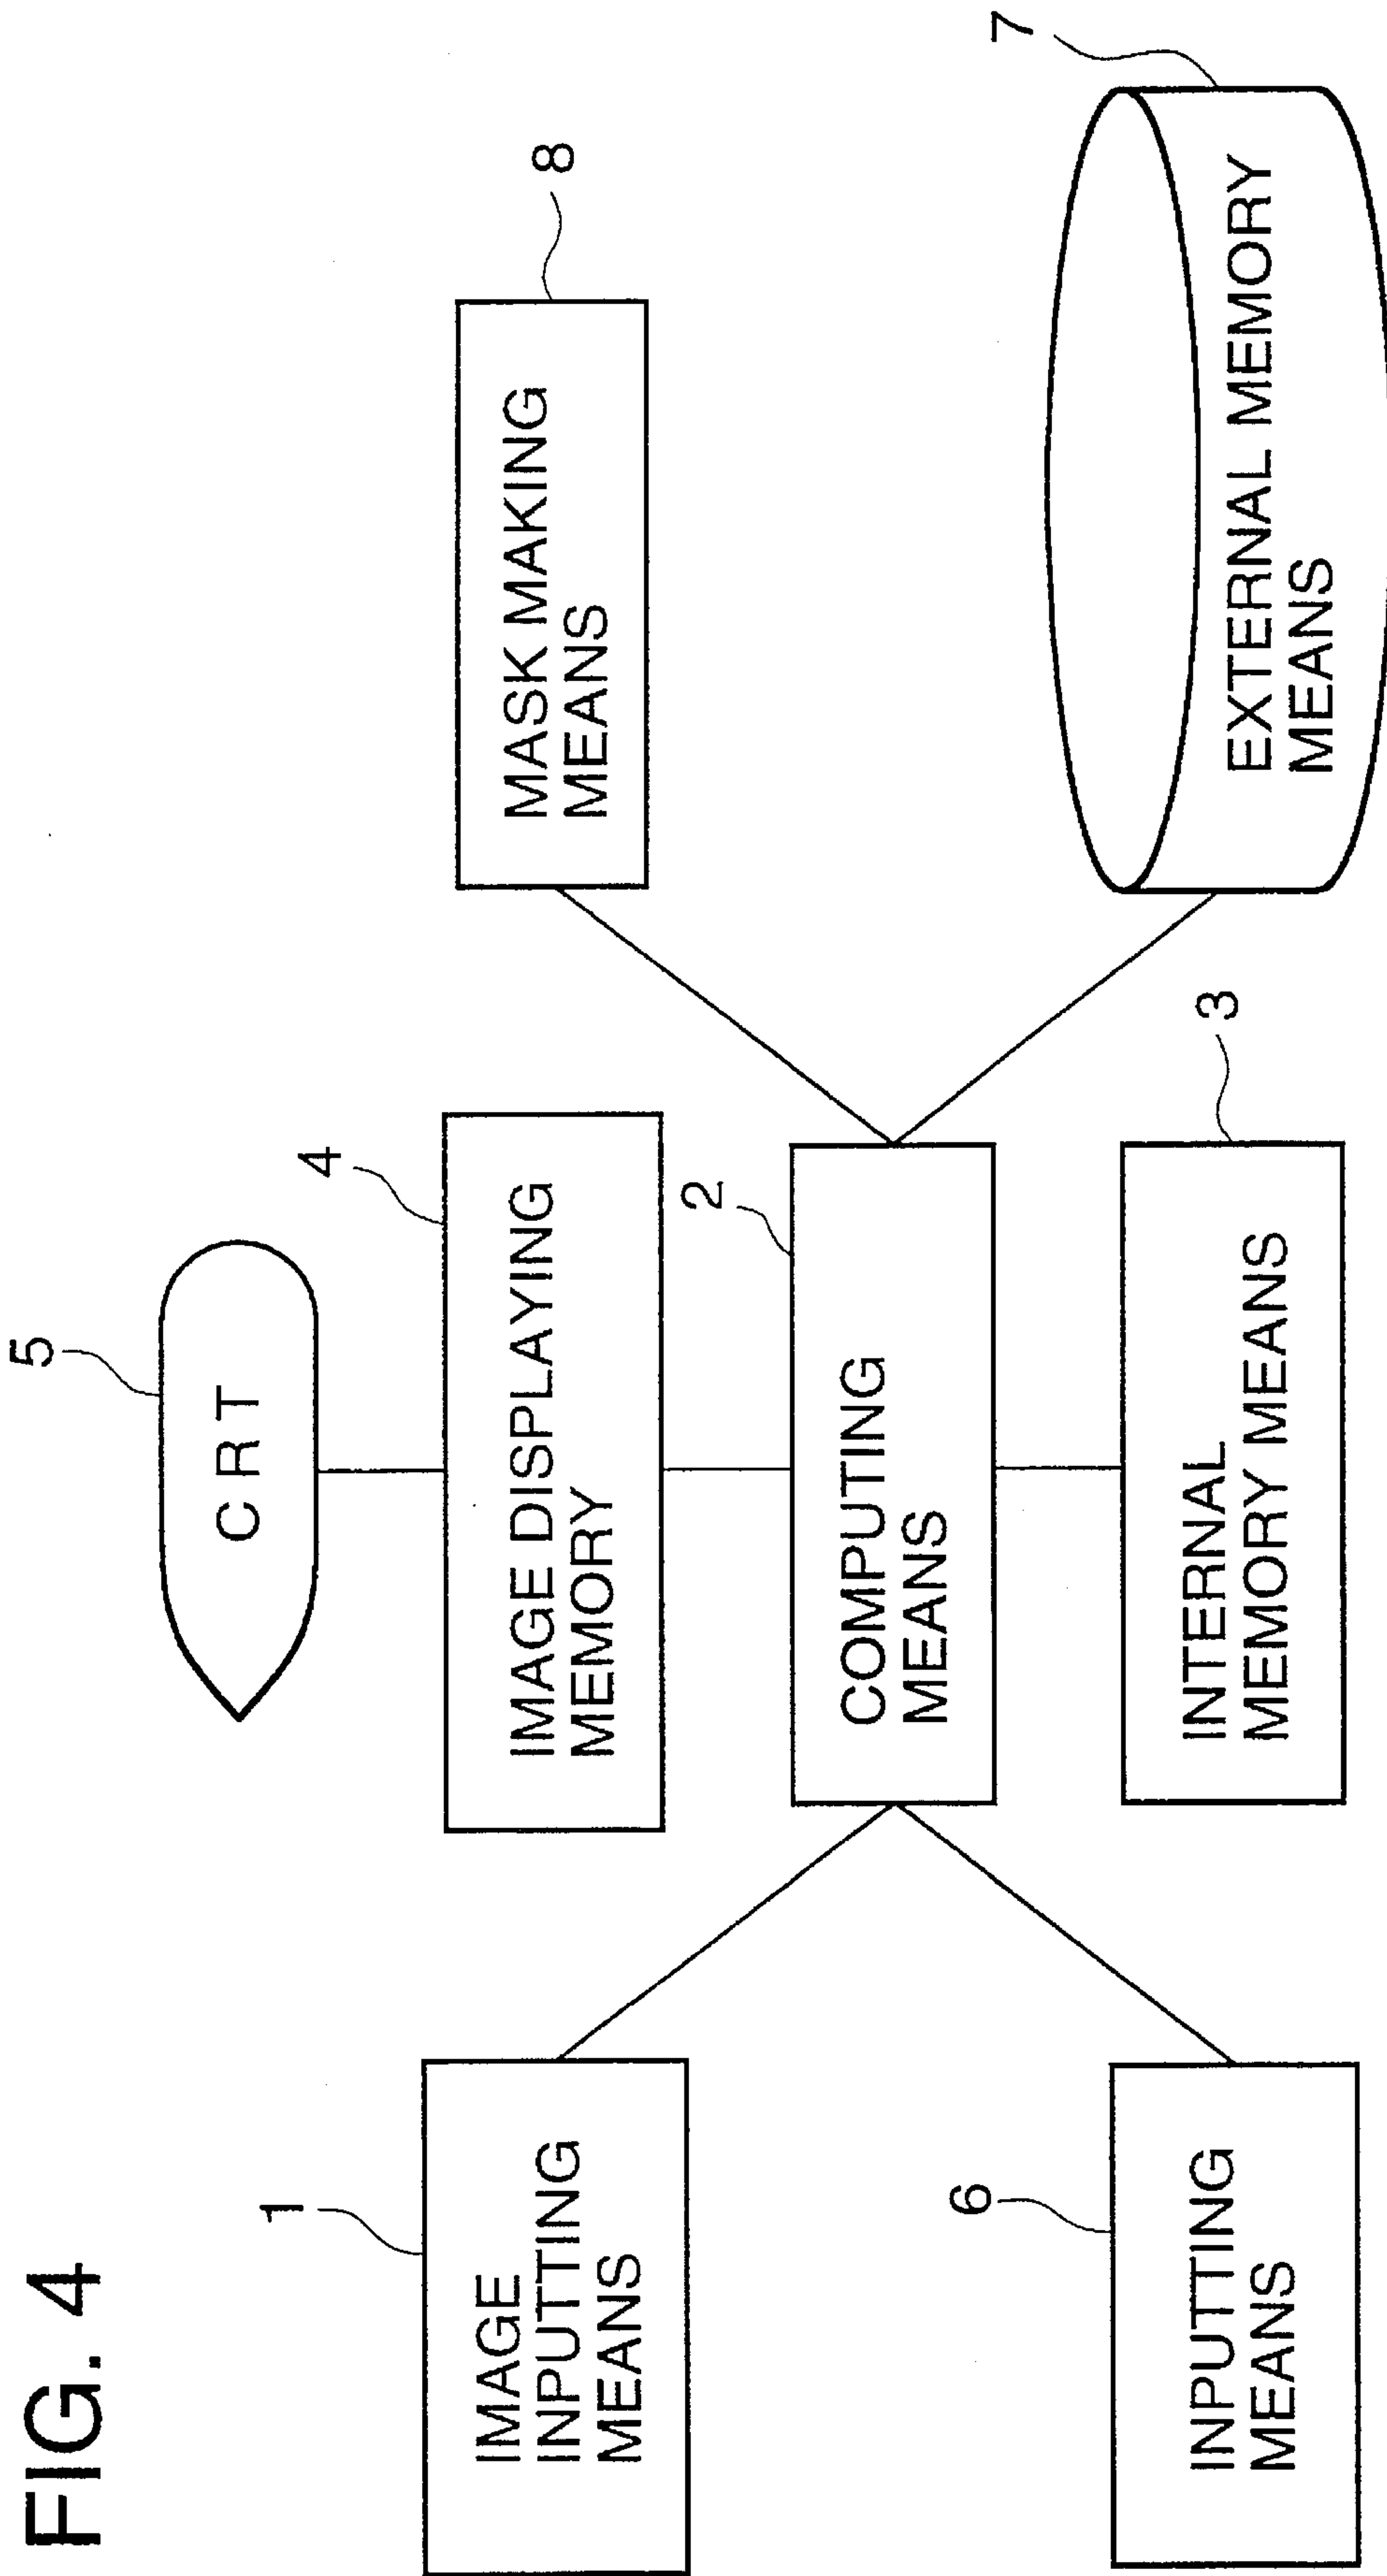 FIG. 4
5
C R T
1
IMAGE
INPUTTING
MEANS
4
IMAGE DISPLAYING
MEMORY
8
MASK MAKING
MEANS
2
COMPUTING
MEANS
6
INPUTTING
MEANS
3
INTERNAL
MEMORY MEANS
7
EXTERNAL MEMORY
MEANS